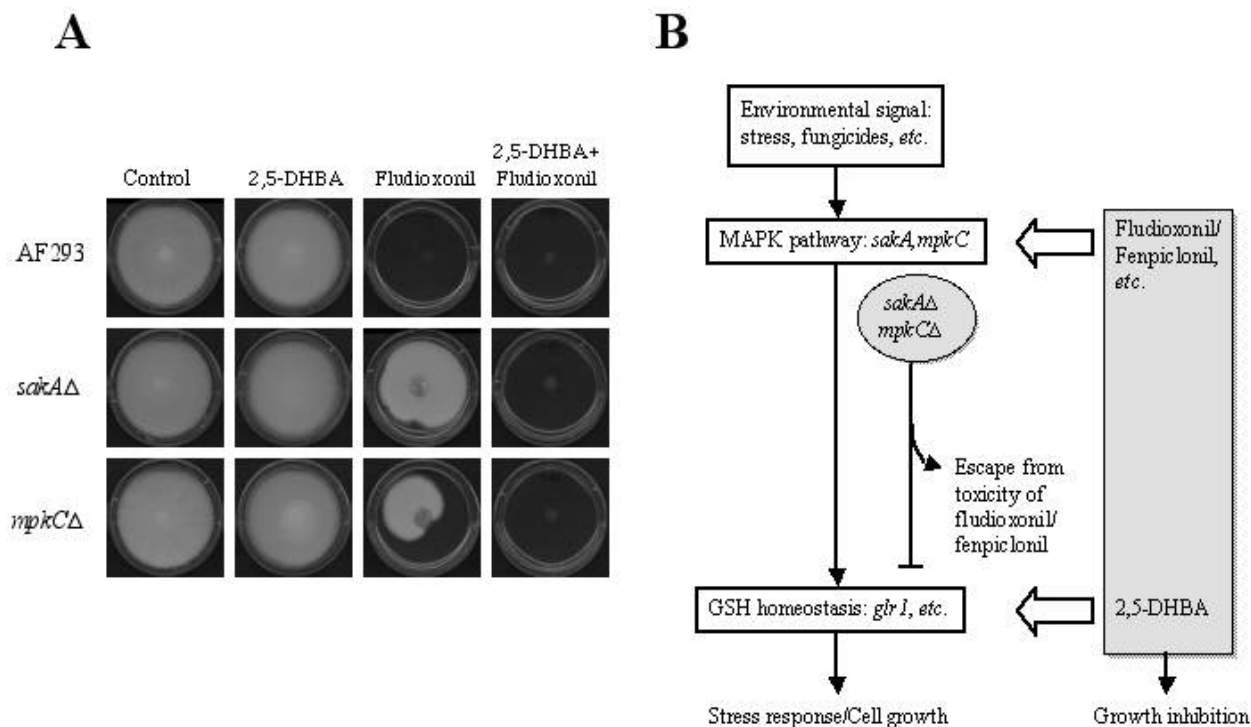 A
Control
2,5-DHBA
Fludioxonil
2,5-DHBA+
Fludioxonil
AF293
sakAΔ
mpkCΔ
B
Environmental signal:
stress, fungicides, etc.
MAPK pathway: sakA, mpkC
Fludioxonil/
Fenpiclonil,
etc.
sakAΔ
mpkCΔ
Escape from
toxicity of
fludioxonil/
fenpiclonil
GSH homeostasis: glr1, etc.
2,5-DHBA
Stress response/Cell growth
Growth inhibition